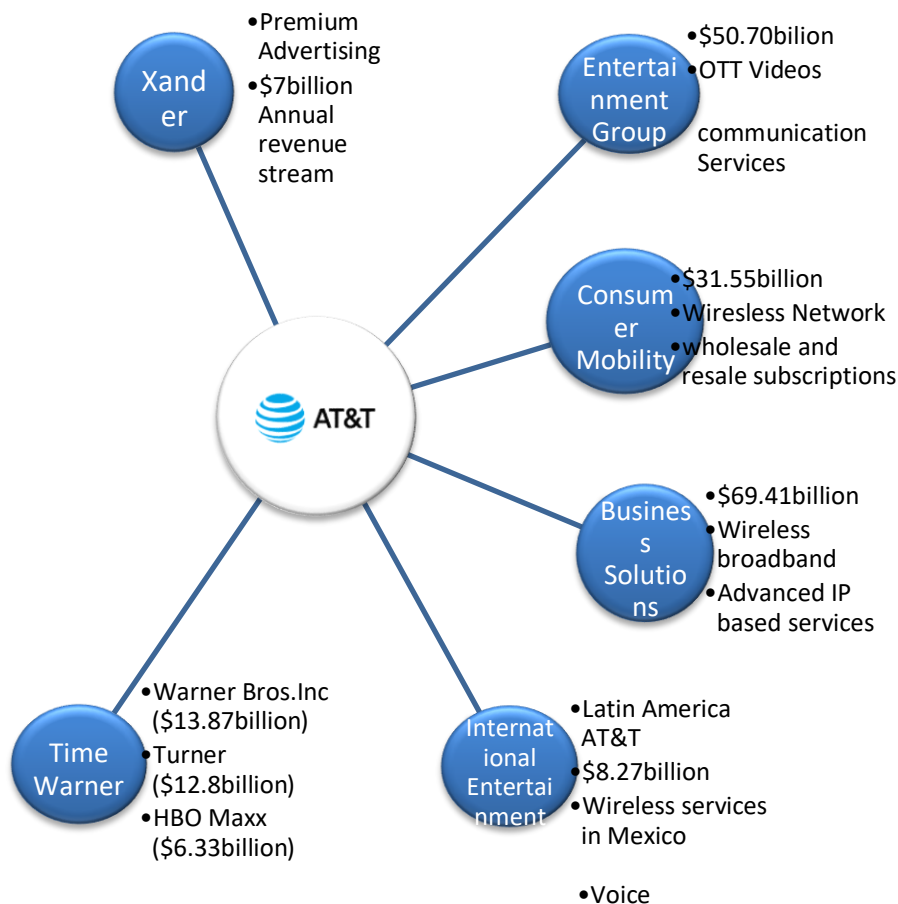 Xand
er
•Premium
Advertising
•$7billion
Annual
revenue
stream
Entertai
nment
Group
•$50.70bilion
•OTT Videos
communication
Services
Consum
er
Mobility
•$31.55billion
•Wiresless Network
•wholesale and
resale subscriptions
AT&T
Busines
s
Solutio
ns
•$69.41billion
•Wireless
broadband
•Advanced IP
based services
Internat
ional
Entertai
nment
•Latin America
AT&T
•$8.27billion
•Wireless services
in Mexico
•Voice
Time
Warner
•Warner Bros.Inc
($13.87billion)
•Turner
($12.8billion)
•HBO Maxx
($6.33billion)